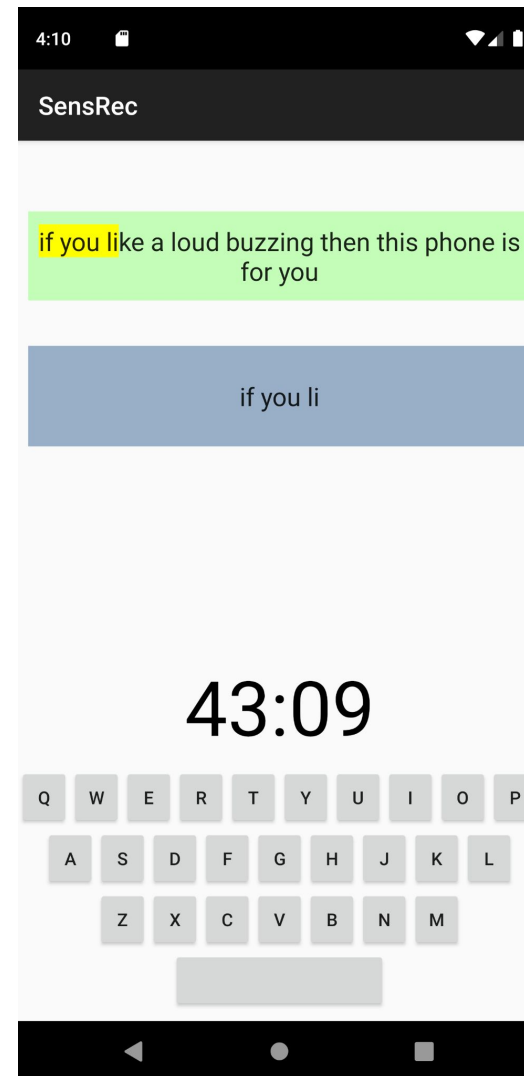 4:10
SensRec
if you like a loud buzzing then this phone is
for you
if you li
43:09
Q W E R T Y U I O P
A S D F G H J K L
Z X C V B N M